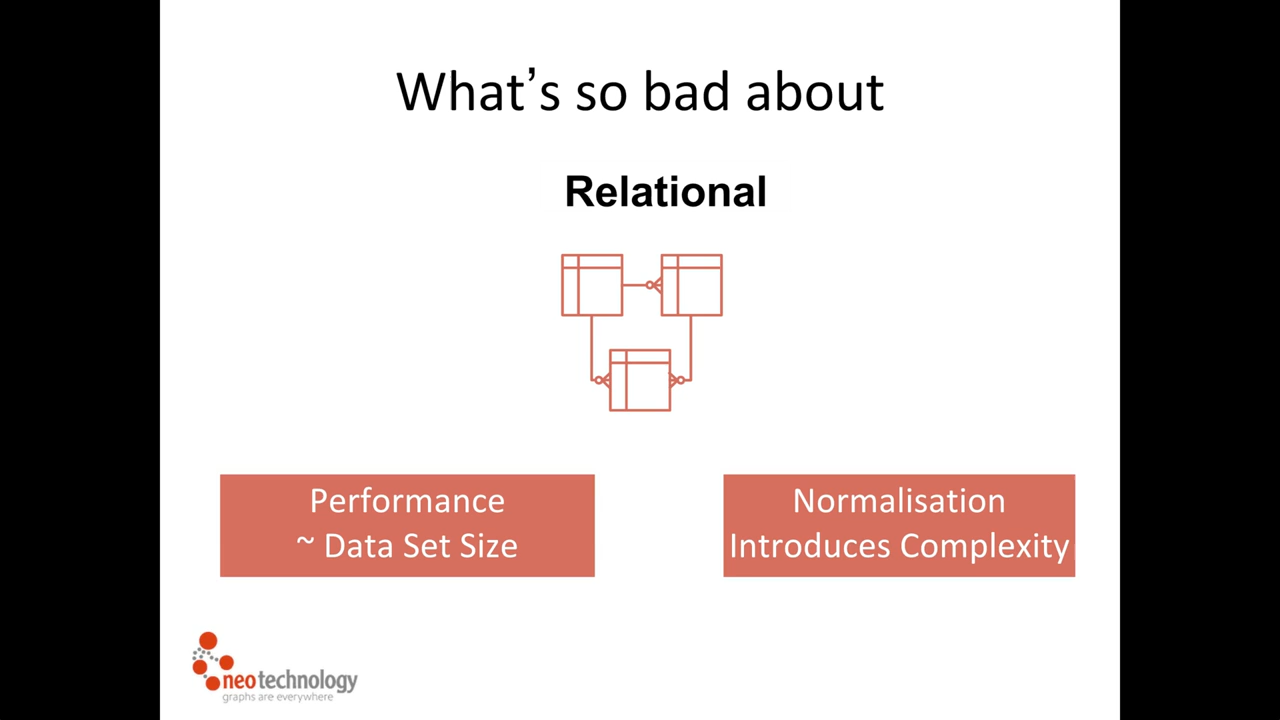 What's so bad about
Relational
Performance
~ Data Set Size
Normalisation
Introduces Complexity
neotechnology
graphs are everywhere